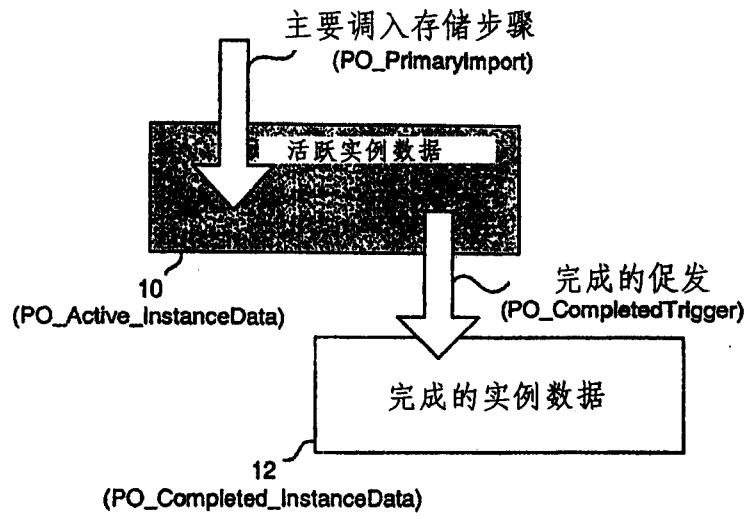 主要调入存储步骤
(PO_PrimaryImport)
活跃实例数据
10
(PO_Active_InstanceData)
完成的促发
(PO_CompletedTrigger)
完成的实例数据
12
(PO_Completed_InstanceData)